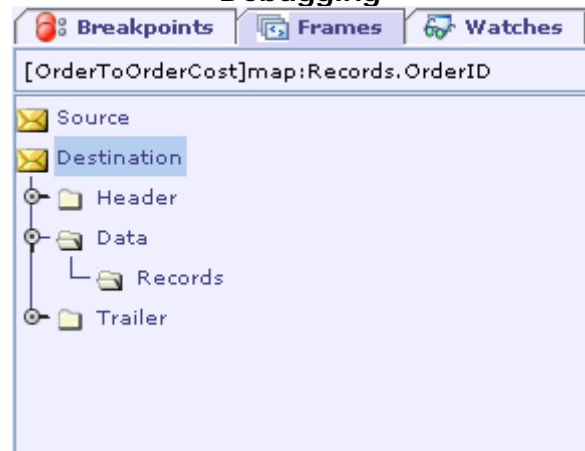 Debugging
Breakpoints Frames Watches
[OrderToOrderCost]map:Records.OrderID
Source
Destination
Header
Data
Records
Trailer